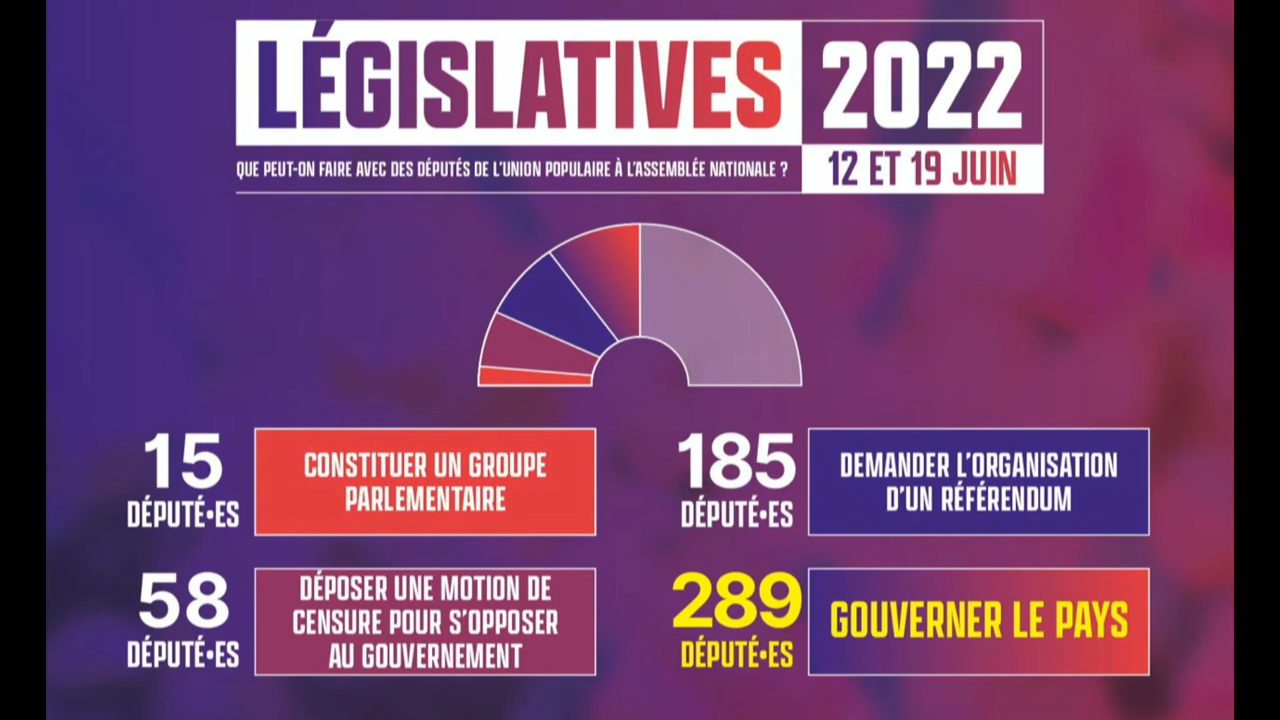 LÉGISLATIVES 2022
QUE PEUT-ON FAIRE AVEC DES DÉPUTÉS DE L'UNION POPULAIRE À L'ASSEMBLÉE NATIONALE ?
12 ET 19 JUIN
15
DÉPUTÉ•ES
CONSTITUER UN GROUPE
PARLEMENTAIRE
185
DÉPUTÉ•ES
DEMANDER L'ORGANISATION
D'UN RÉFÉRENDUM
58
DÉPUTÉ•ES
DÉPOSER UNE MOTION DE
CENSURE POUR S'OPPOSER
AU GOUVERNEMENT
289
DÉPUTÉ•ES
GOUVERNER LE PAYS